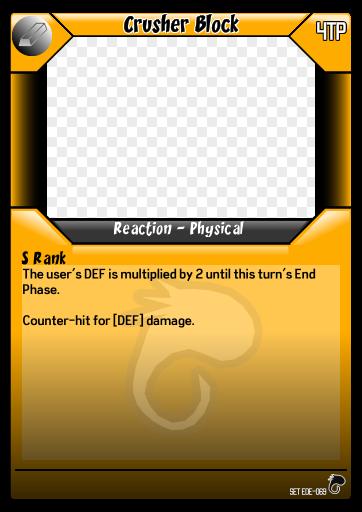 Crusher Block
4TP
Reaction - Physical
S Rank
The user's DEF is multiplied by 2 until this turn's End
Phase.
Counter-hit for [DEF] damage.
SET EOE-069